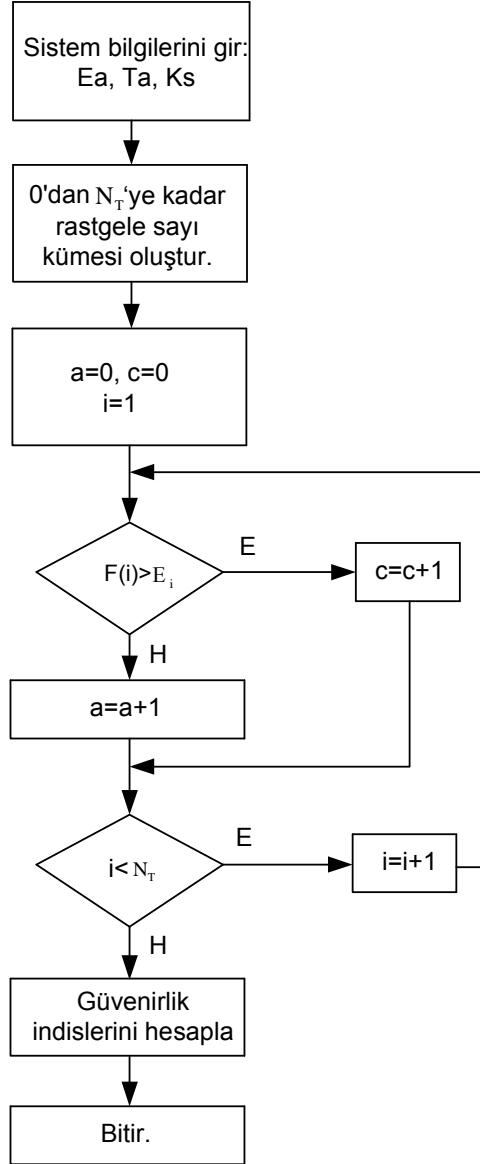 Sistem bilgilerini gir:
Ea, Ta, Ks
0'dan N_T'ye kadar
rastgele sayı
kümesi oluştur.
a=0, c=0
i=1
F(i)>E_i
E
c=c+1
H
a=a+1
i< N_T
E
i=i+1
H
Güvenirlik
indislerini hesapla
Bitir.